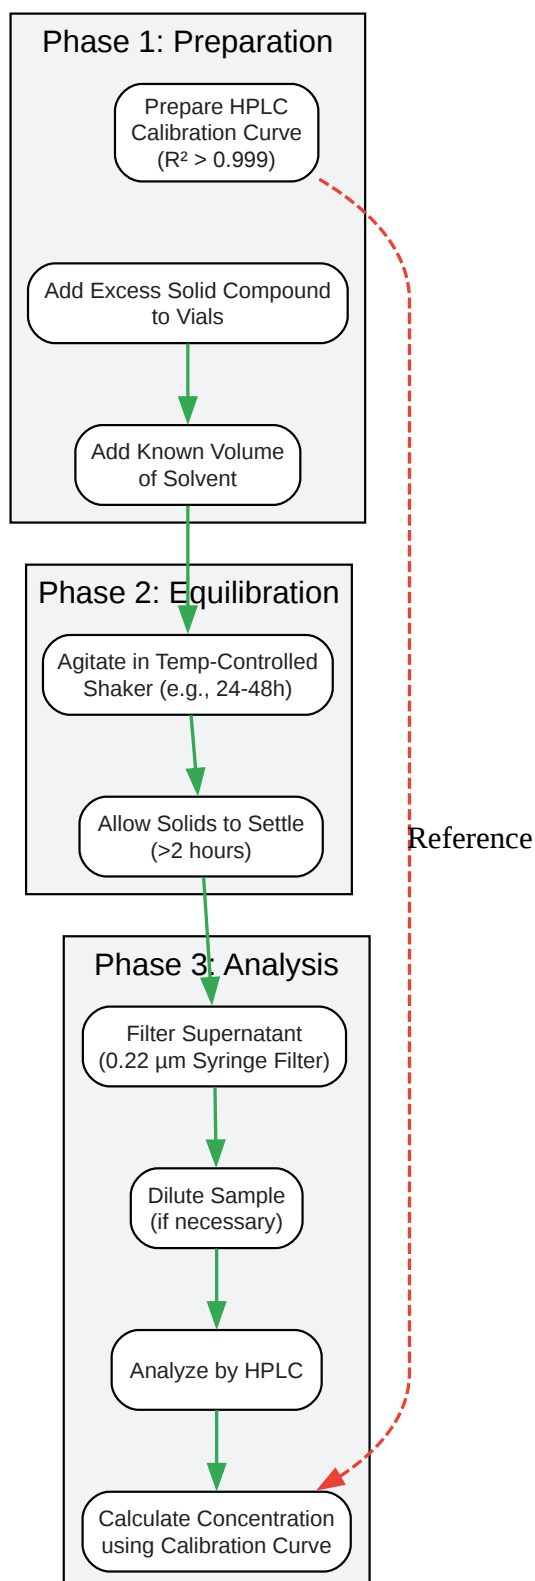 Phase 1: Preparation
Prepare HPLC
Calibration Curve
(R² > 0.999)
Add Excess Solid Compound
to Vials
Add Known Volume
of Solvent
Phase 2: Equilibration
Agitate in Temp-Controlled
Shaker (e.g., 24-48h)
Allow Solids to Settle
(>2 hours)
Reference
Phase 3: Analysis
Filter Supernatant
(0.22 µm Syringe Filter)
Dilute Sample
(if necessary)
Analyze by HPLC
Calculate Concentration
using Calibration Curve